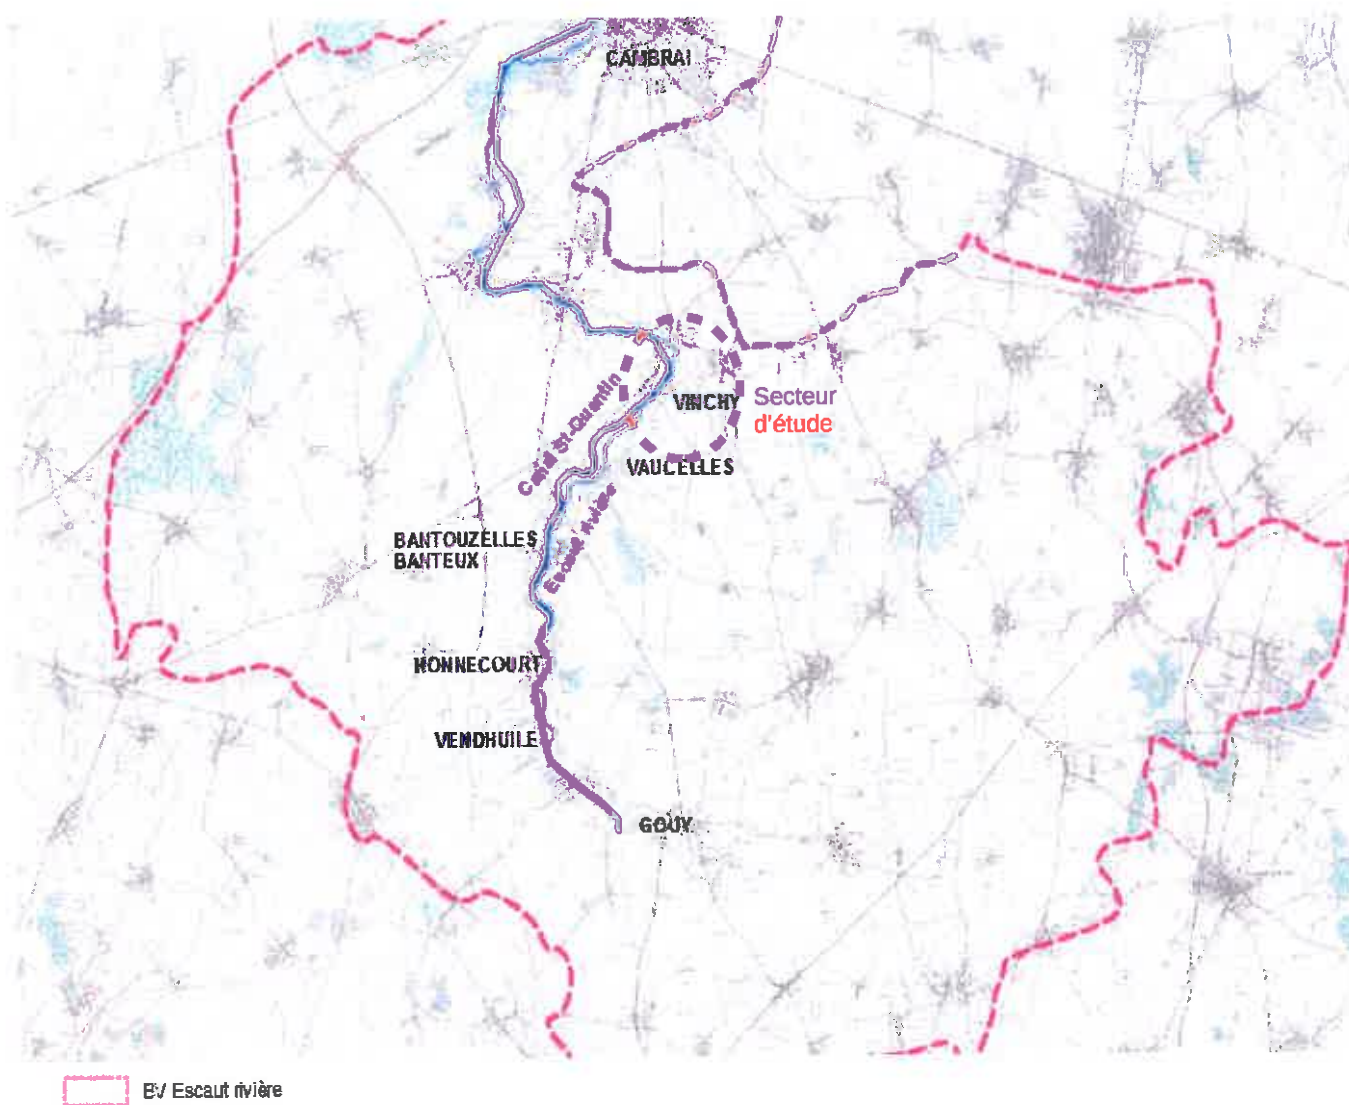 CAMBRAI
Canal St-Quentin
VINCHY
Secteur
d'étude
VAUCELLES
Escaut rivière
BANTOUZELLES
BANTEUX
HONNECOURT
VENDHUILE
GOUY
BV Escaut rivière